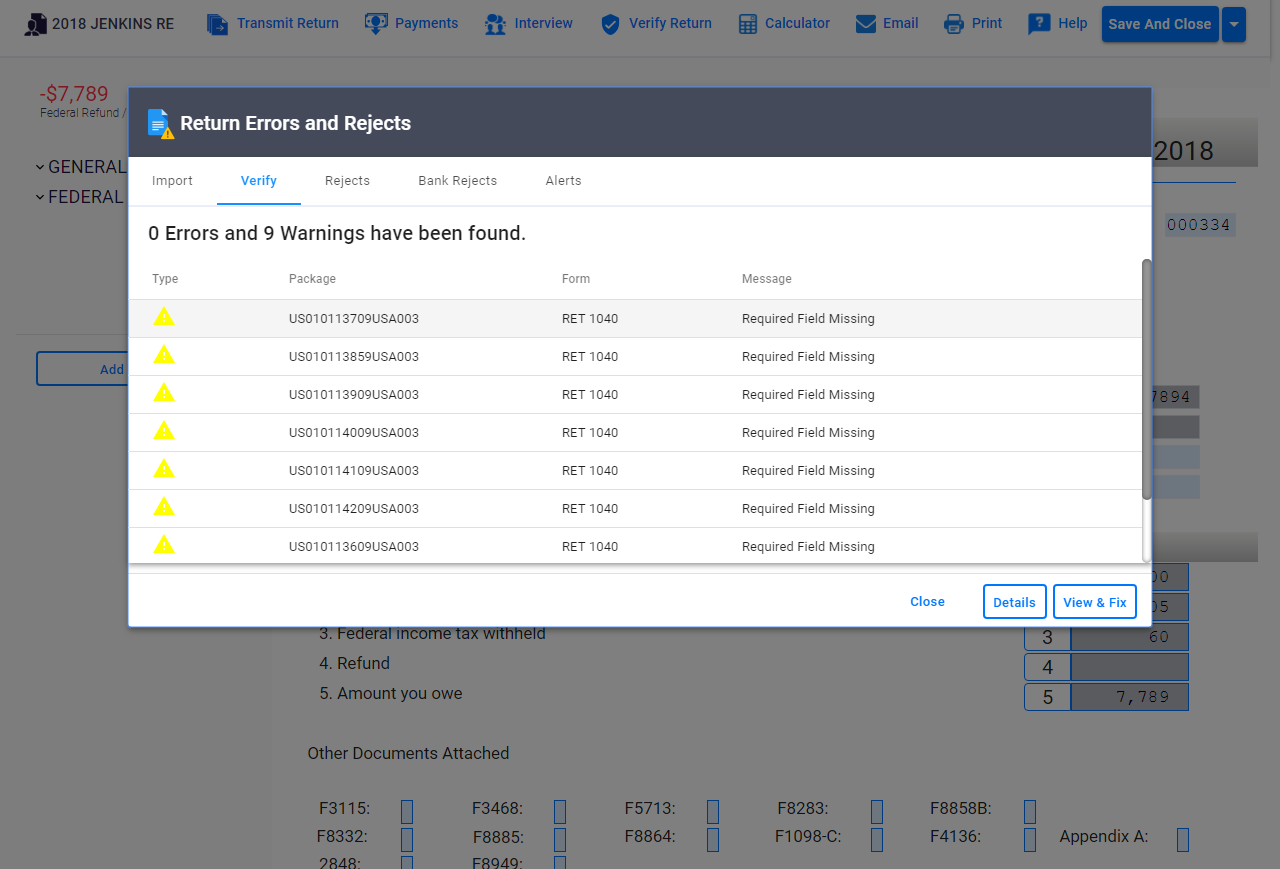 2018 JENKINS RE Transmit Return Payments Interview Verify Return Calculator Email Print Help Save And Close
-$7,789
Federal Refund /
GENERAL
FEDERAL
Add
Return Errors and Rejects
Import Verify Rejects Bank Rejects Alerts
0 Errors and 9 Warnings have been found.
Type Package Form Message
US010113709USA003 RET 1040 Required Field Missing
US010113859USA003 RET 1040 Required Field Missing
US010113909USA003 RET 1040 Required Field Missing
US010114009USA003 RET 1040 Required Field Missing
US010114109USA003 RET 1040 Required Field Missing
US010114209USA003 RET 1040 Required Field Missing
US010113609USA003 RET 1040 Required Field Missing
Close Details View & Fix
2018
000334
7894
00
05
3. Federal income tax withheld 3 60
4. Refund 4
5. Amount you owe 5 7,789
Other Documents Attached
F3115: F3468: F5713: F8283: F8858B:
F8332: F8885: F8864: F1098-C: F4136: Appendix A:
2848: F8949: